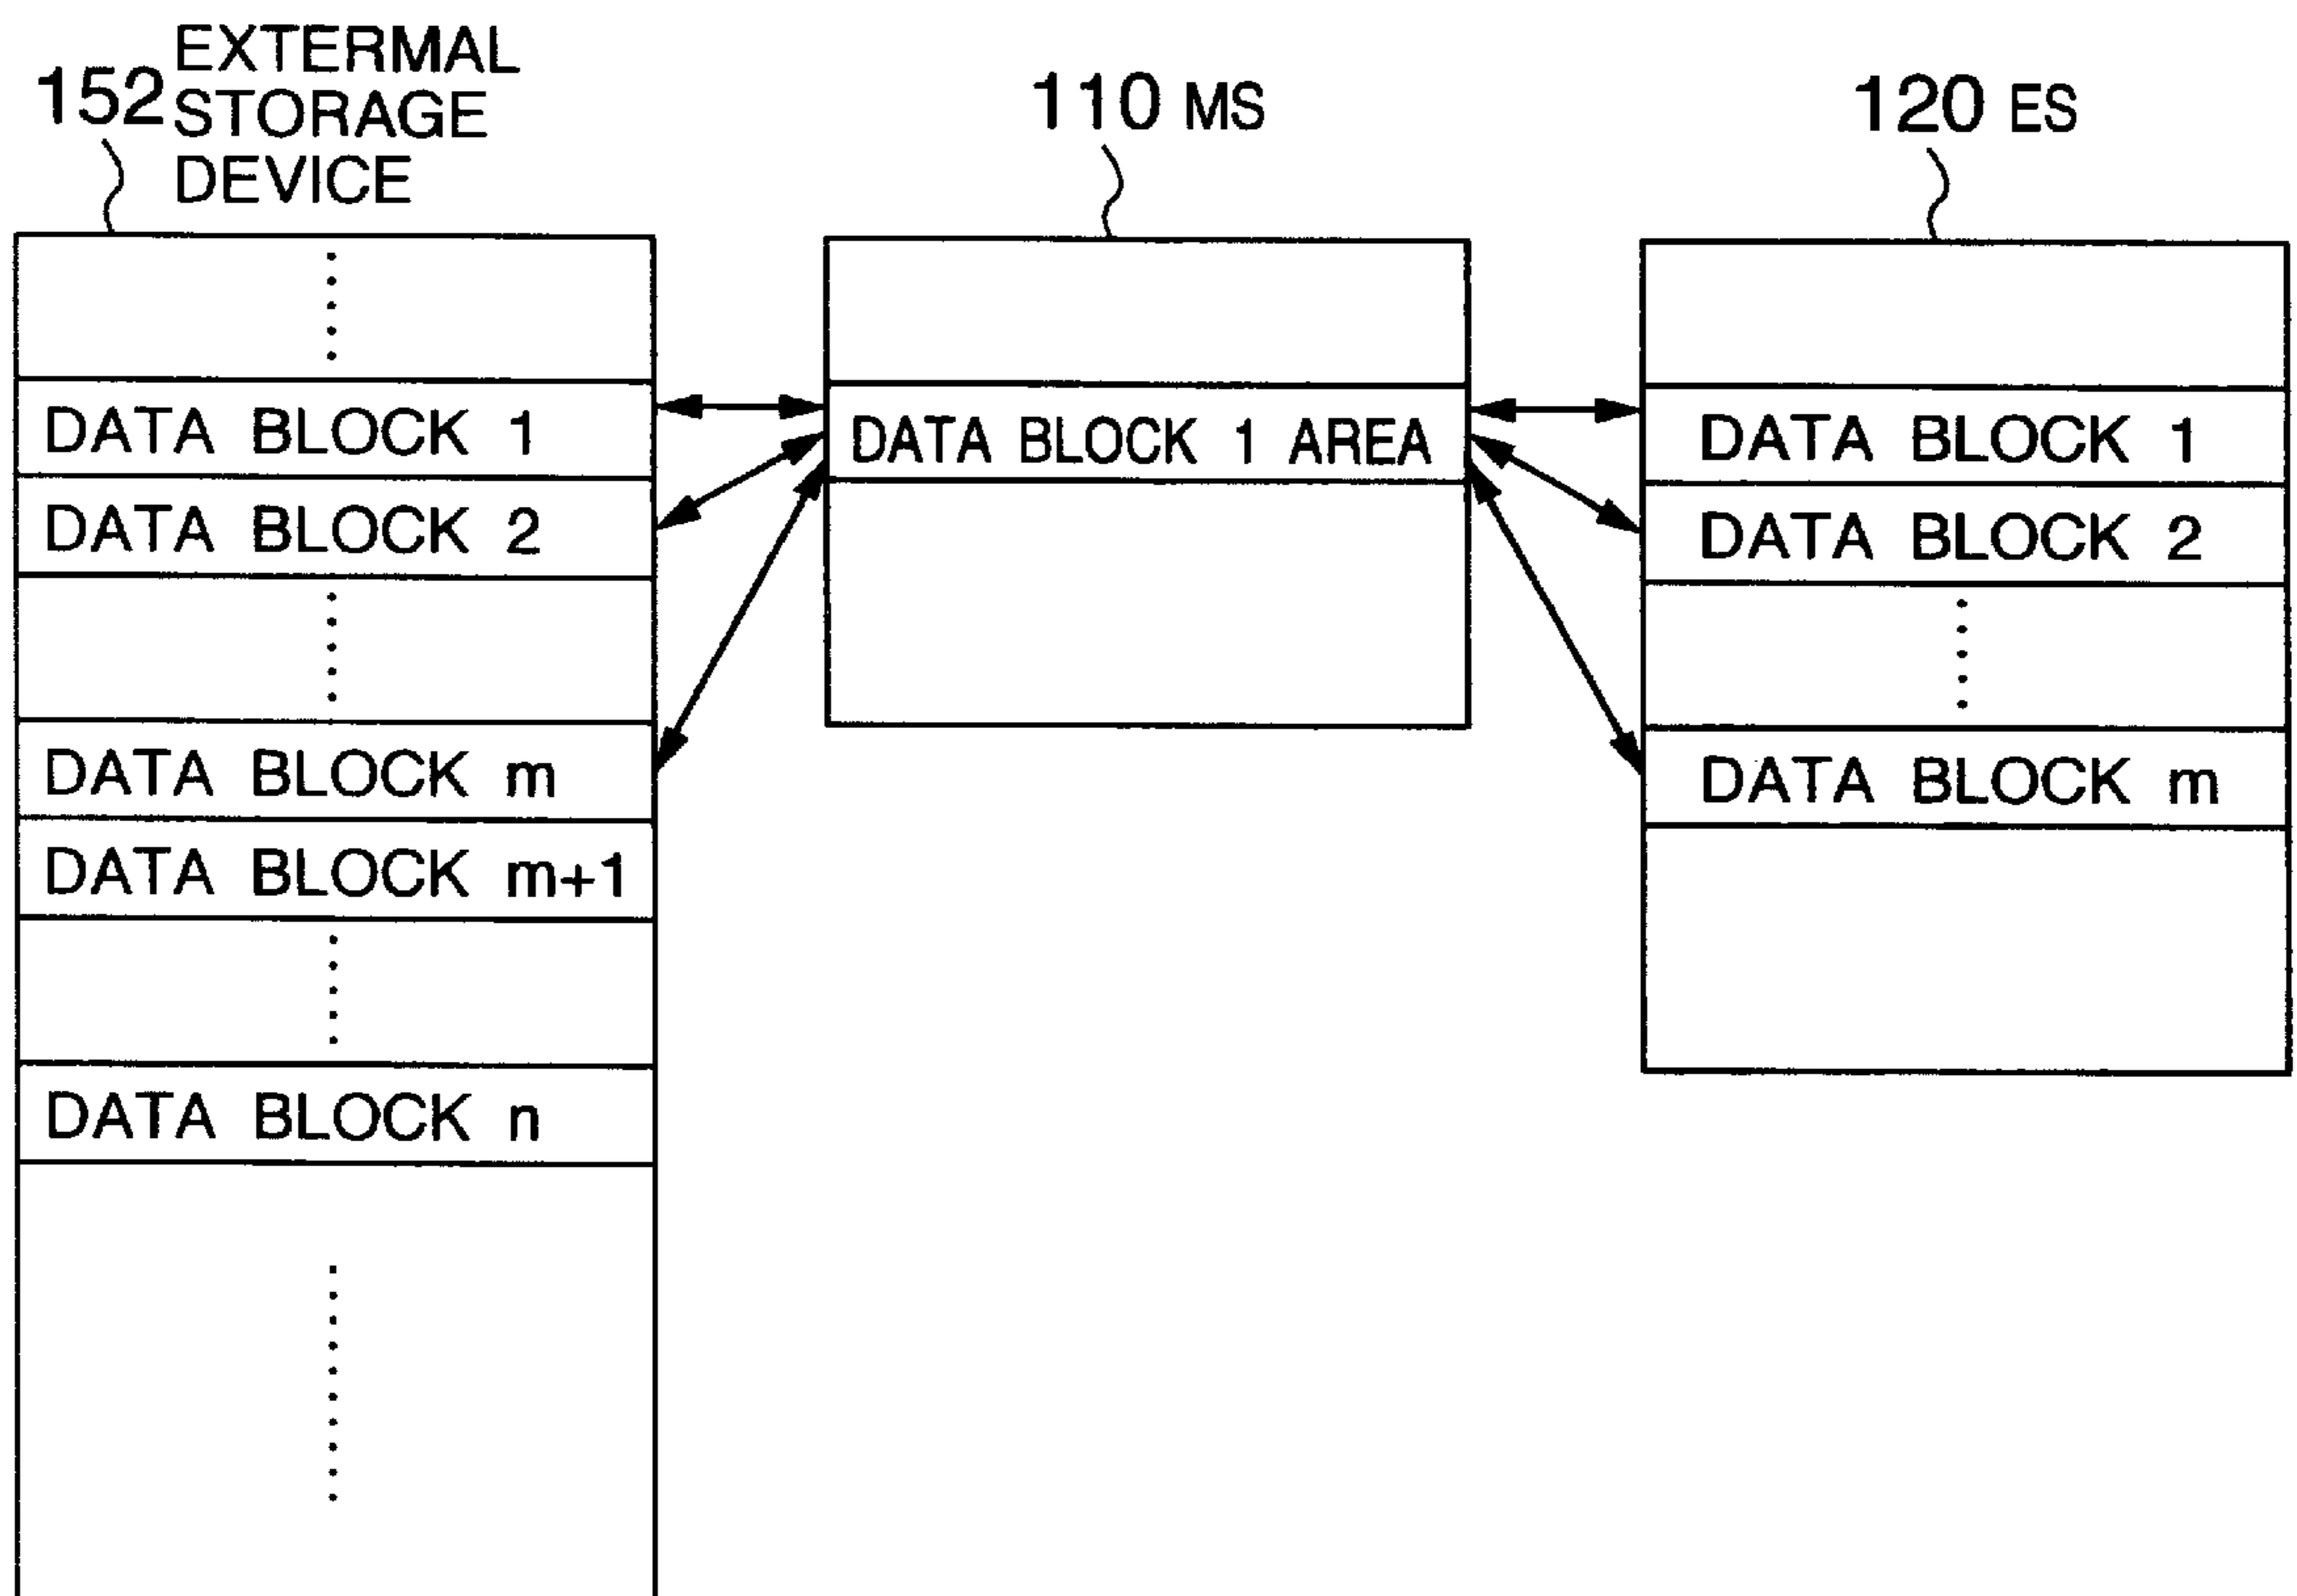 152 EXTERMAL
STORAGE
DEVICE
110 MS
120 ES
DATA BLOCK 1
DATA BLOCK 2
DATA BLOCK m
DATA BLOCK m+1
DATA BLOCK n
DATA BLOCK 1 AREA
DATA BLOCK 1
DATA BLOCK 2
DATA BLOCK m